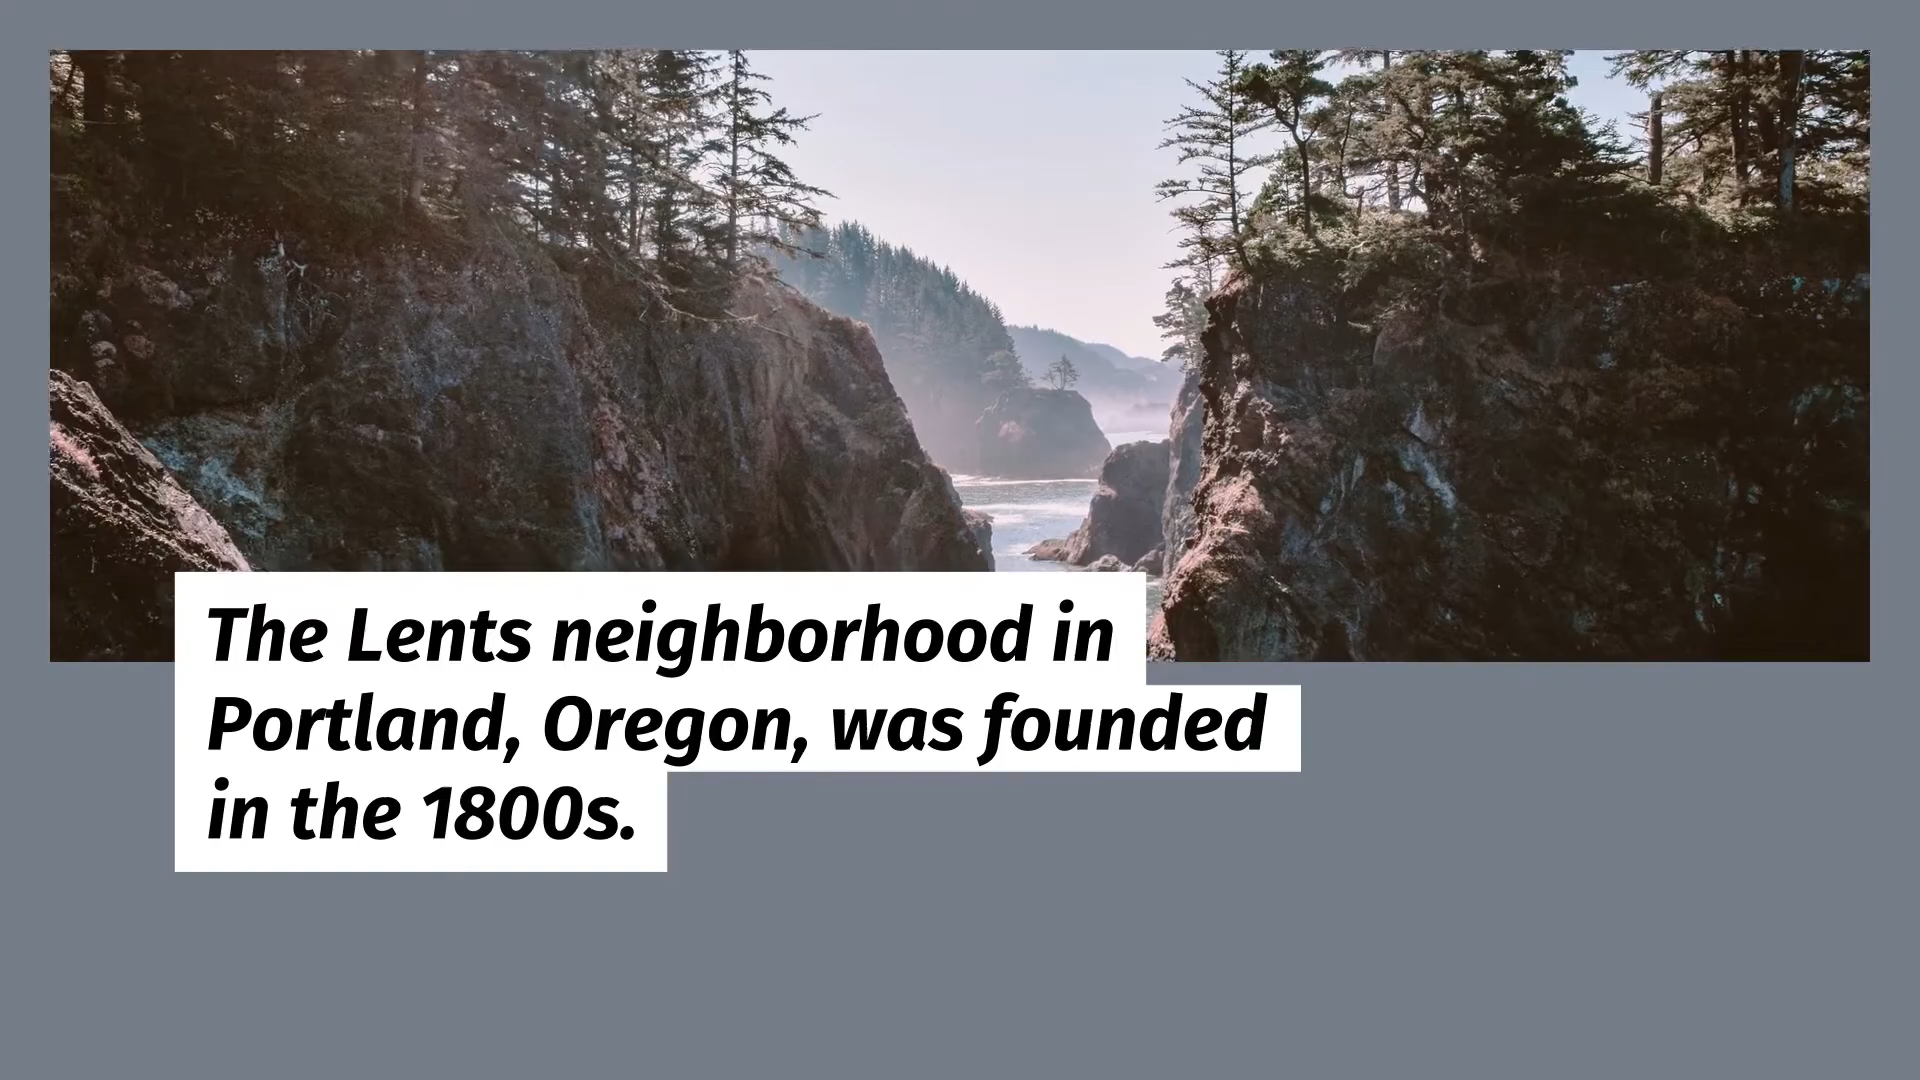 The Lents neighborhood in
Portland, Oregon, was founded
in the 1800s.